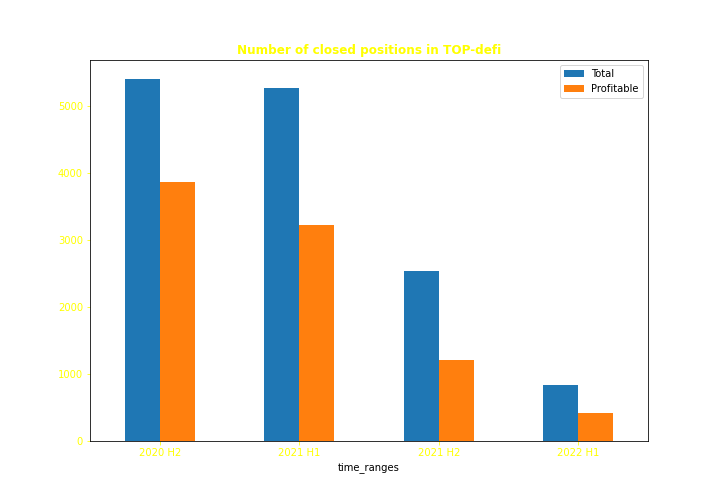 Number of closed positions in TOP-defi
Total
Profitable
5000
4000
3000
2000
1000
0
2020 H2
2021 H1
2021 H2
2022 H1
time_ranges